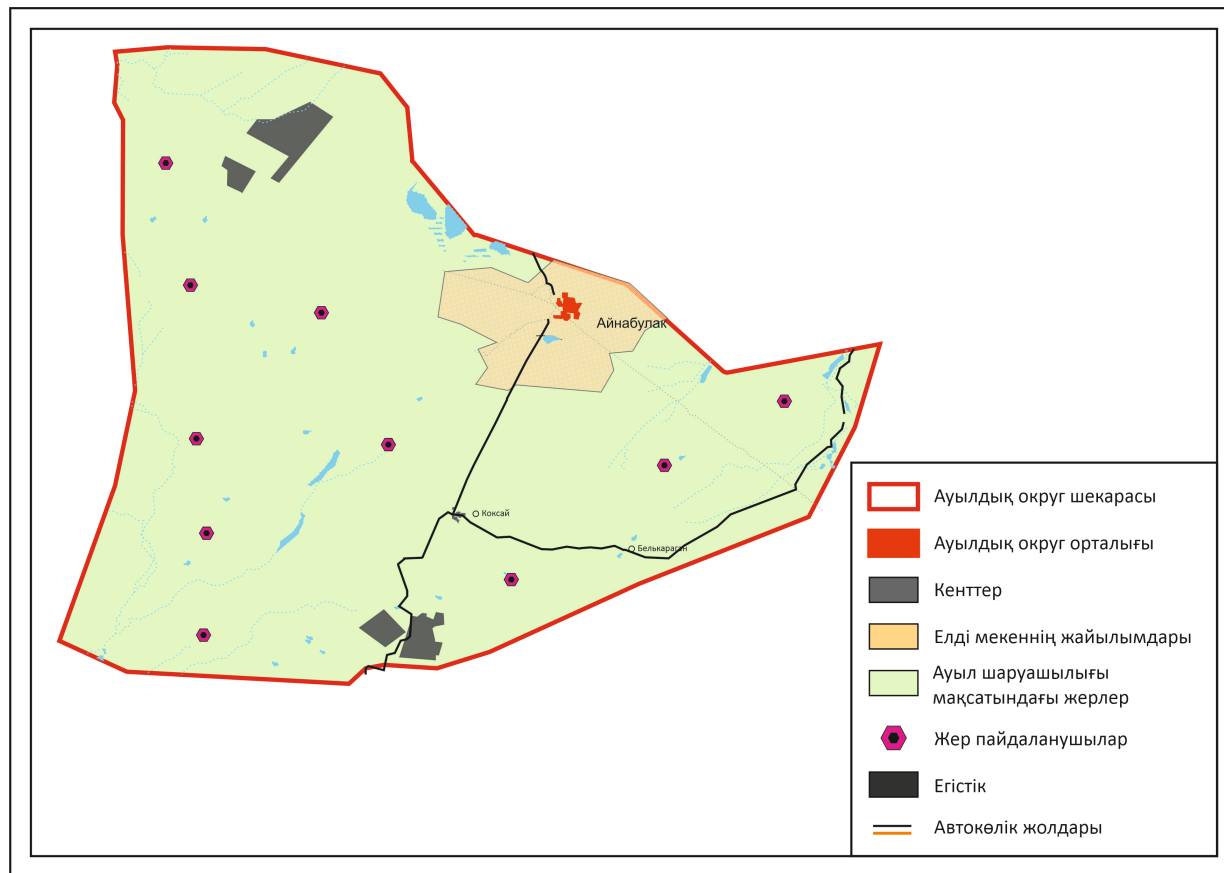 Айнабулак
Коксай
Белькараган
Ауылдық округ шекарасы
Ауылдық округ орталығы
Кенттер
Елді мекеннің жайылымдары
Ауыл шаруашылығы
мақсатындағы жерлер
Жер пайдаланушылар
Егістік
Автокөлік жолдары